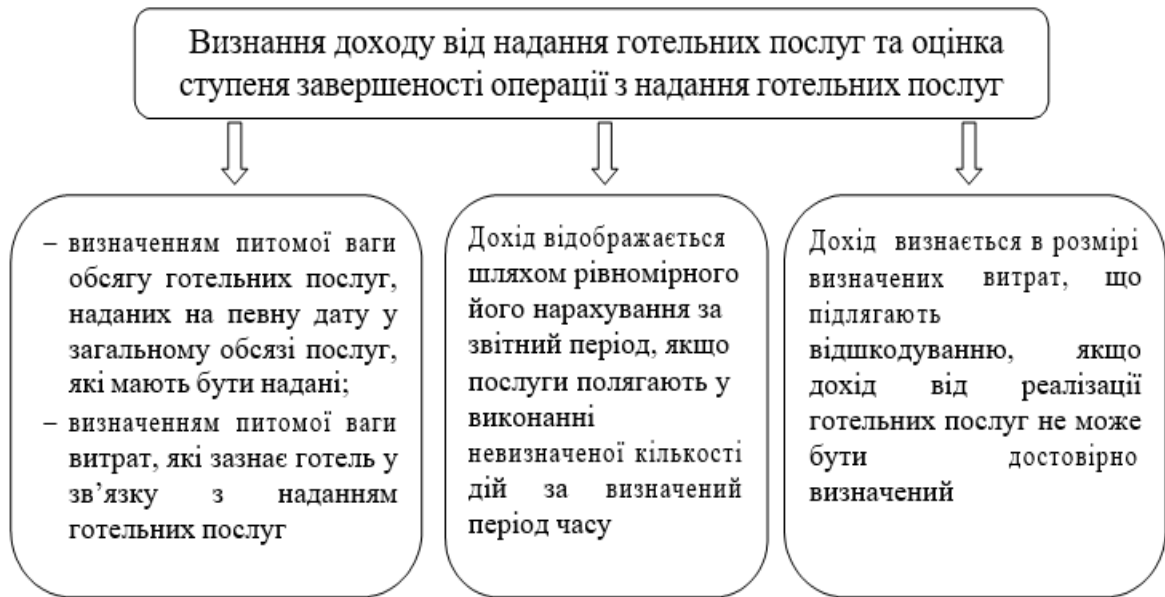 Визнання доходу від надання готельних послуг та оцінка
ступеня завершеності операції з надання готельних послуг
– визначенням питомої ваги
обсягу готельних послуг,
наданих на певну дату у
загальному обсязі послуг,
які мають бути надані;
– визначенням питомої ваги
витрат, які зазнає готель у
зв’язку з наданням
готельних послуг
Дохід відображається
шляхом рівномірного
його нарахування за
звітний період, якщо
послуги полягають у
виконанні
невизначеної кількості
дій за визначений
період часу
Дохід визнається в розмірі
визначених витрат, що
підлягають
відшкодуванню, якщо
дохід від реалізації
готельних послуг не може
бути достовірно
визначений